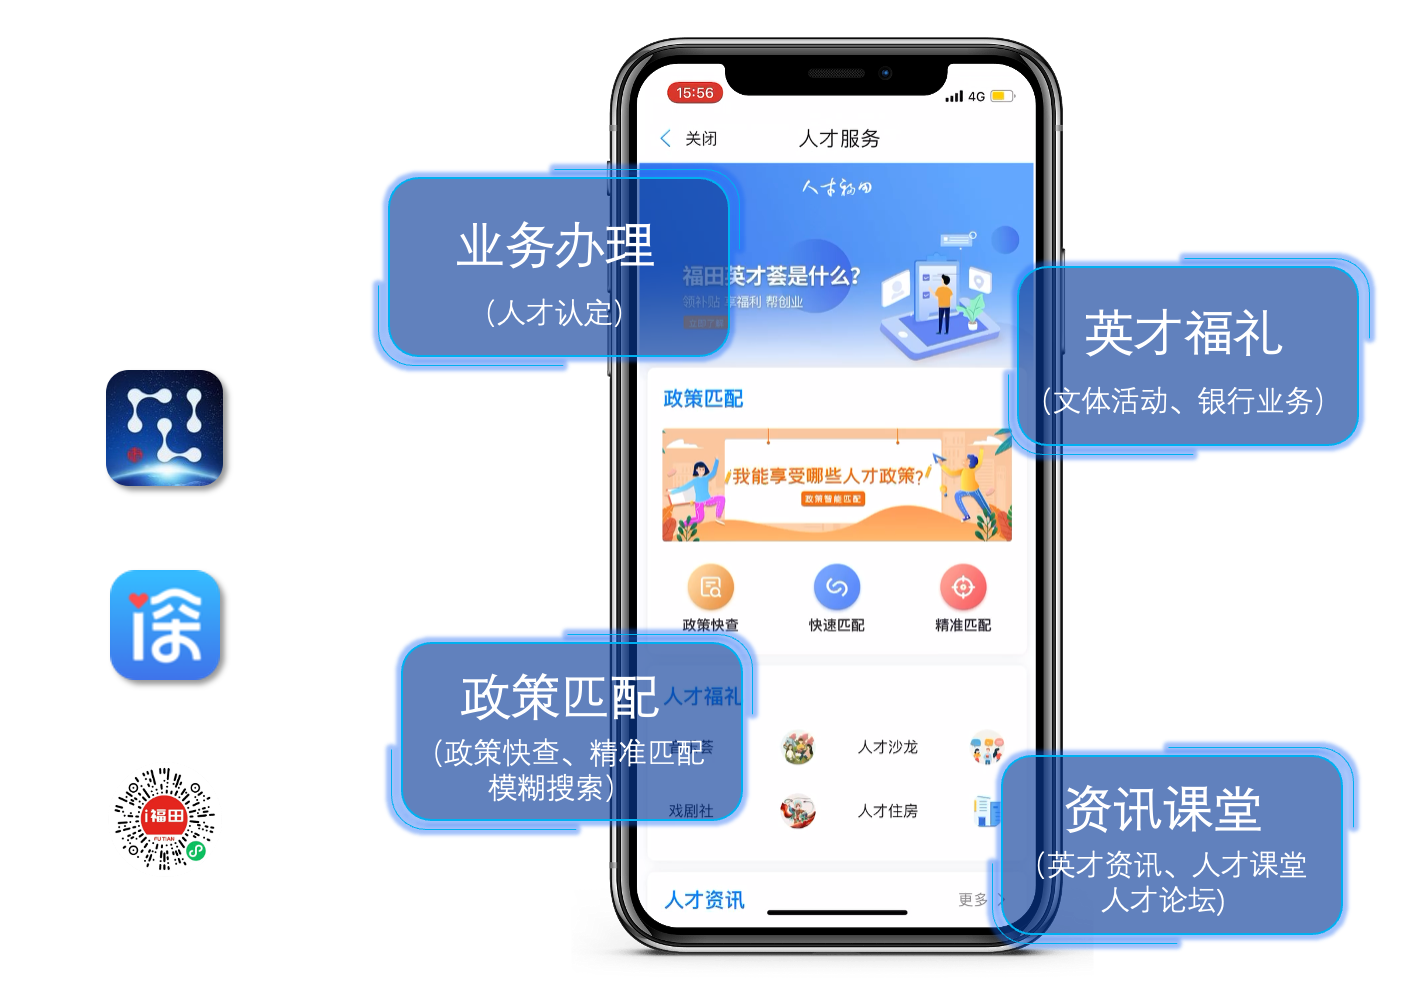 15:56
4G
关闭
人才服务
人才福田
业务办理
（人才认定）
福田英才荟是什么?
领补贴 享福利 帮创业
立即了解
英才福礼
（文体活动、银行业务）
政策匹配
我能享受哪些人才政策?
政策智能匹配
政策快查
快速匹配
精准匹配
政策匹配
（政策快查、精准匹配
模糊搜索）
人才福礼
人才沙龙
戏剧社
人才住房
资讯课堂
（英才资讯、人才课堂
人才论坛)
人才资讯
更多
i深
i福田
FUTIAN